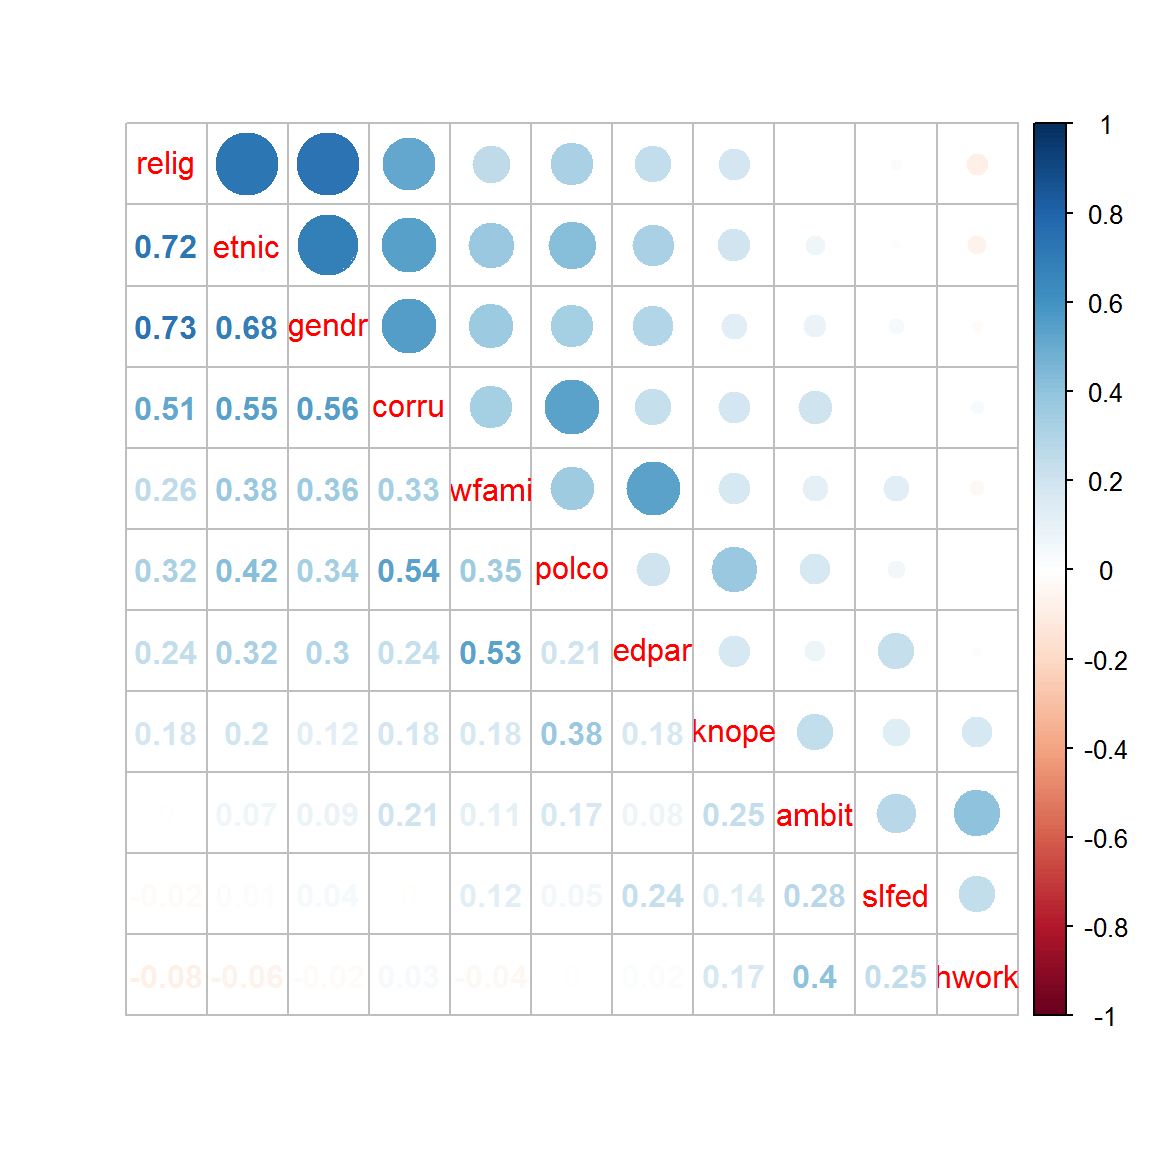 relig
0.72 etnic
0.73 0.68 gendr
0.51 0.55 0.56 corru
0.26 0.38 0.36 0.33 wfami
0.32 0.42 0.34 0.54 0.35 polco
0.24 0.32 0.3 0.24 0.53 0.21 edpar
0.18 0.2 0.12 0.18 0.18 0.38 0.18 knope
0.07 0.09 0.21 0.11 0.17 0.08 0.25 ambit
-0.02 0.01 0.04 0.12 0.05 0.24 0.14 0.28 slfed
-0.08 -0.06 -0.02 0.03 -0.04 0.02 0.17 0.4 0.25 hwork
1
0.8
0.6
0.4
0.2
0
-0.2
-0.4
-0.6
-0.8
-1